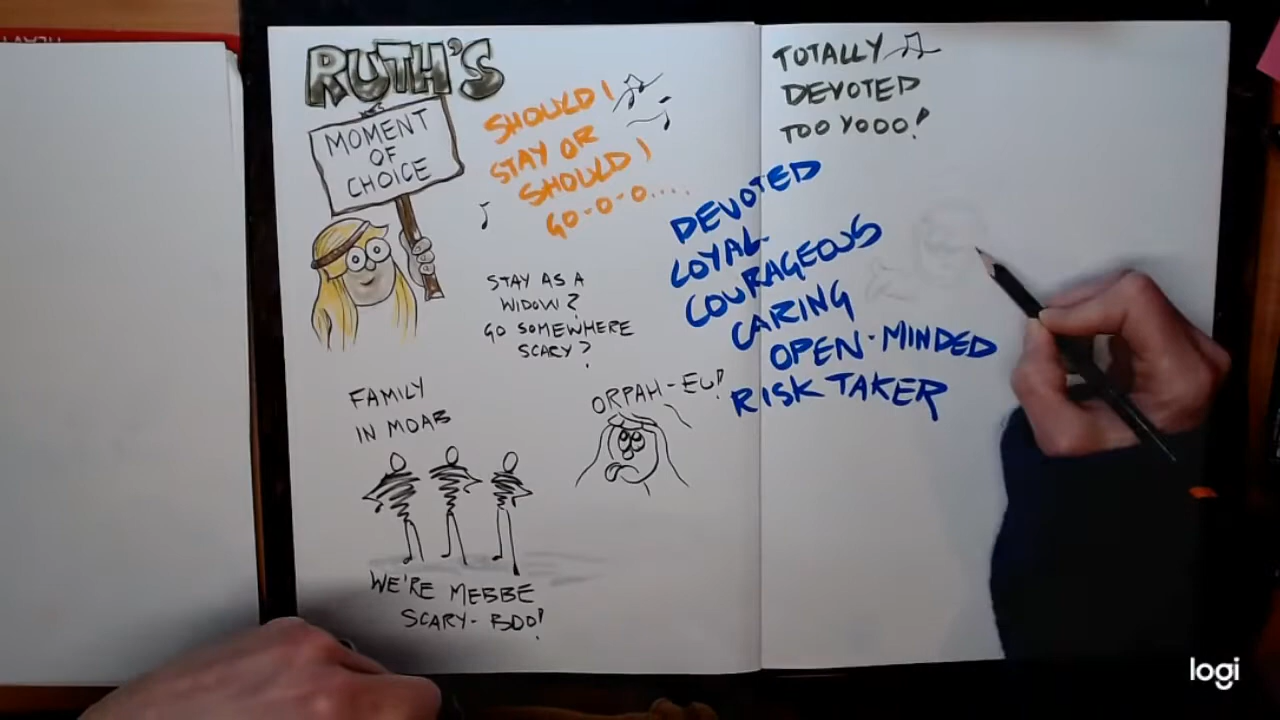 RUTH'S
MOMENT
OF
CHOICE
SHOULD I
STAY OR
SHOULD I
GO-O-O....
STAY AS A
WIDOW?
GO SOMEWHERE
SCARY?
FAMILY
IN MOAB
ORPAH-EU!
WE'RE MEBBE
SCARY-BOO!
TOTALLY
DEVOTED
TOO YOOO!
DEVOTED
LOYAL
COURAGEOUS
CARING
OPEN-MINDED
RISK TAKER
logi